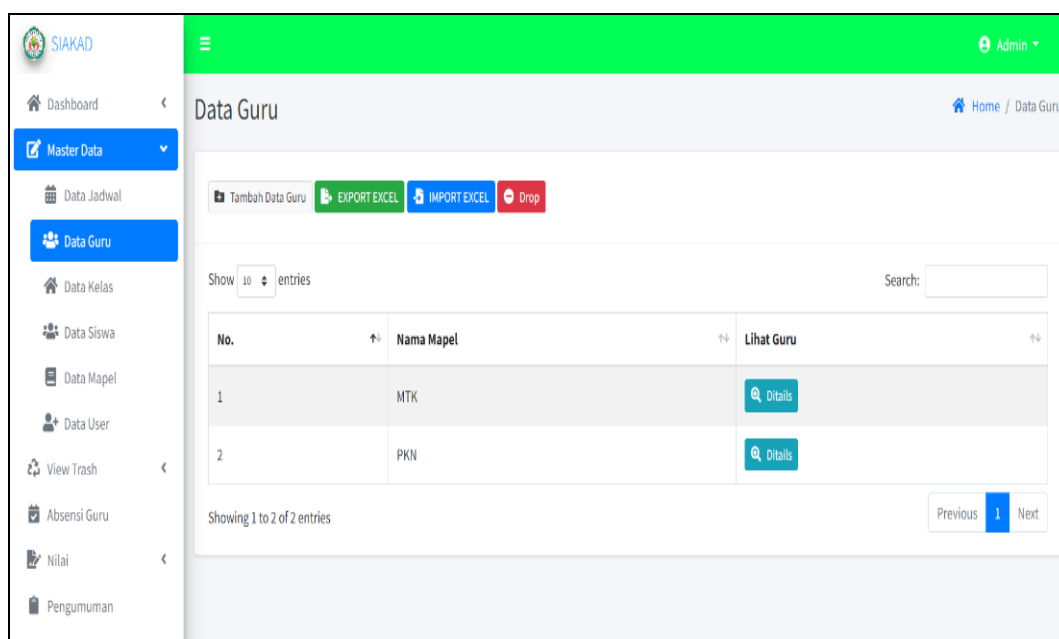 SIAKAD
Admin
Dashboard
Master Data
Data Jadwal
Data Guru
Data Kelas
Data Siswa
Data Mapel
Data User
View Trash
Absensi Guru
Nilai
Pengumuman
Data Guru
Home / Data Guru
Tambah Data Guru EXPORT EXCEL IMPORT EXCEL Drop
Show 10 entries
Search:
No. Nama Mapel Lihat Guru
1 MTK Ditails
2 PKN Ditails
Showing 1 to 2 of 2 entries
Previous 1 Next